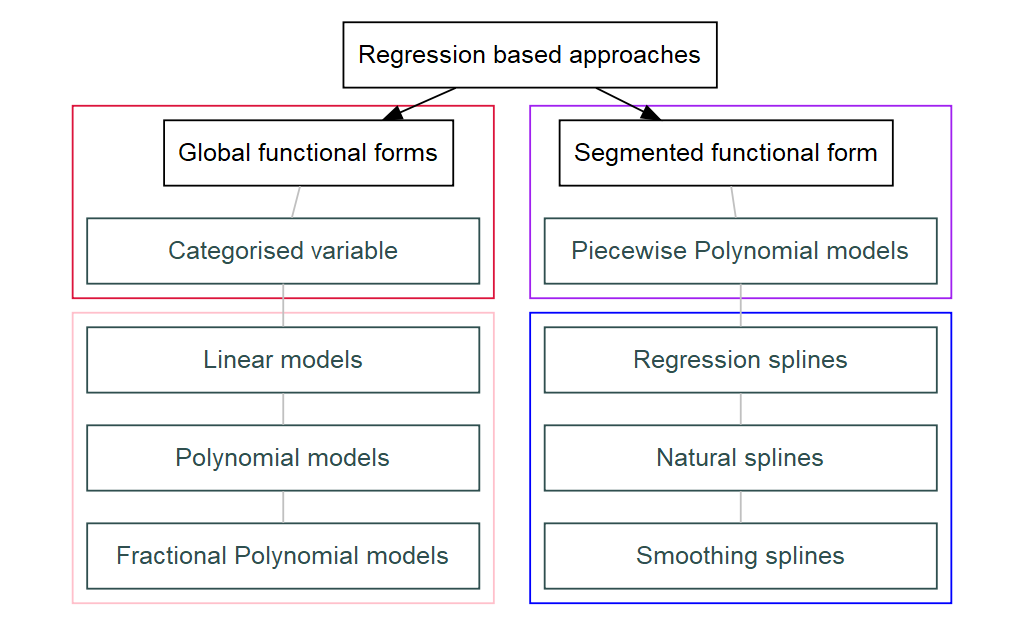 Regression based approaches
Global functional forms
Categorised variable
Linear models
Polynomial models
Fractional Polynomial models
Segmented functional form
Piecewise Polynomial models
Regression splines
Natural splines
Smoothing splines